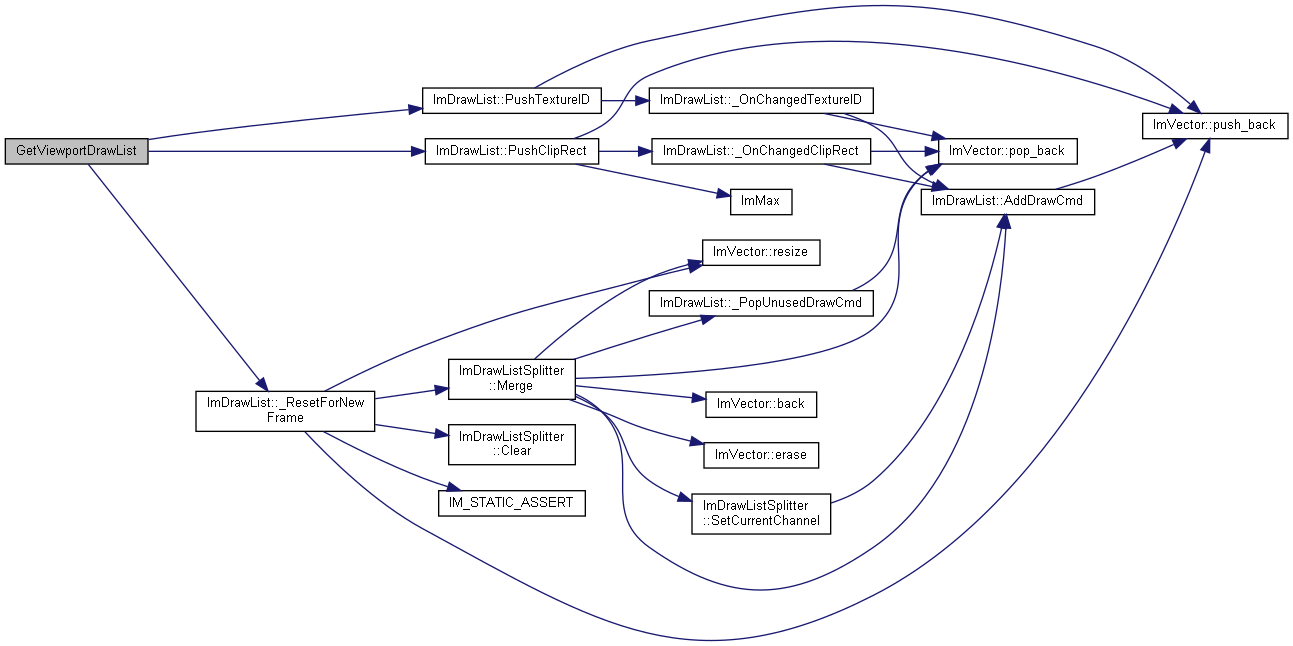 GetViewportDrawList
ImDrawList::PushTextureID
ImDrawList::_OnChangedTextureID
ImVector::push_back
ImDrawList::PushClipRect
ImDrawList::_OnChangedClipRect
ImVector::pop_back
ImMax
ImDrawList::AddDrawCmd
ImVector::resize
ImDrawList::_PopUnusedDrawCmd
ImDrawList::_ResetForNew
Frame
ImDrawListSplitter
::Merge
ImVector::back
ImDrawListSplitter
::Clear
ImVector::erase
IM_STATIC_ASSERT
ImDrawListSplitter
::SetCurrentChannel